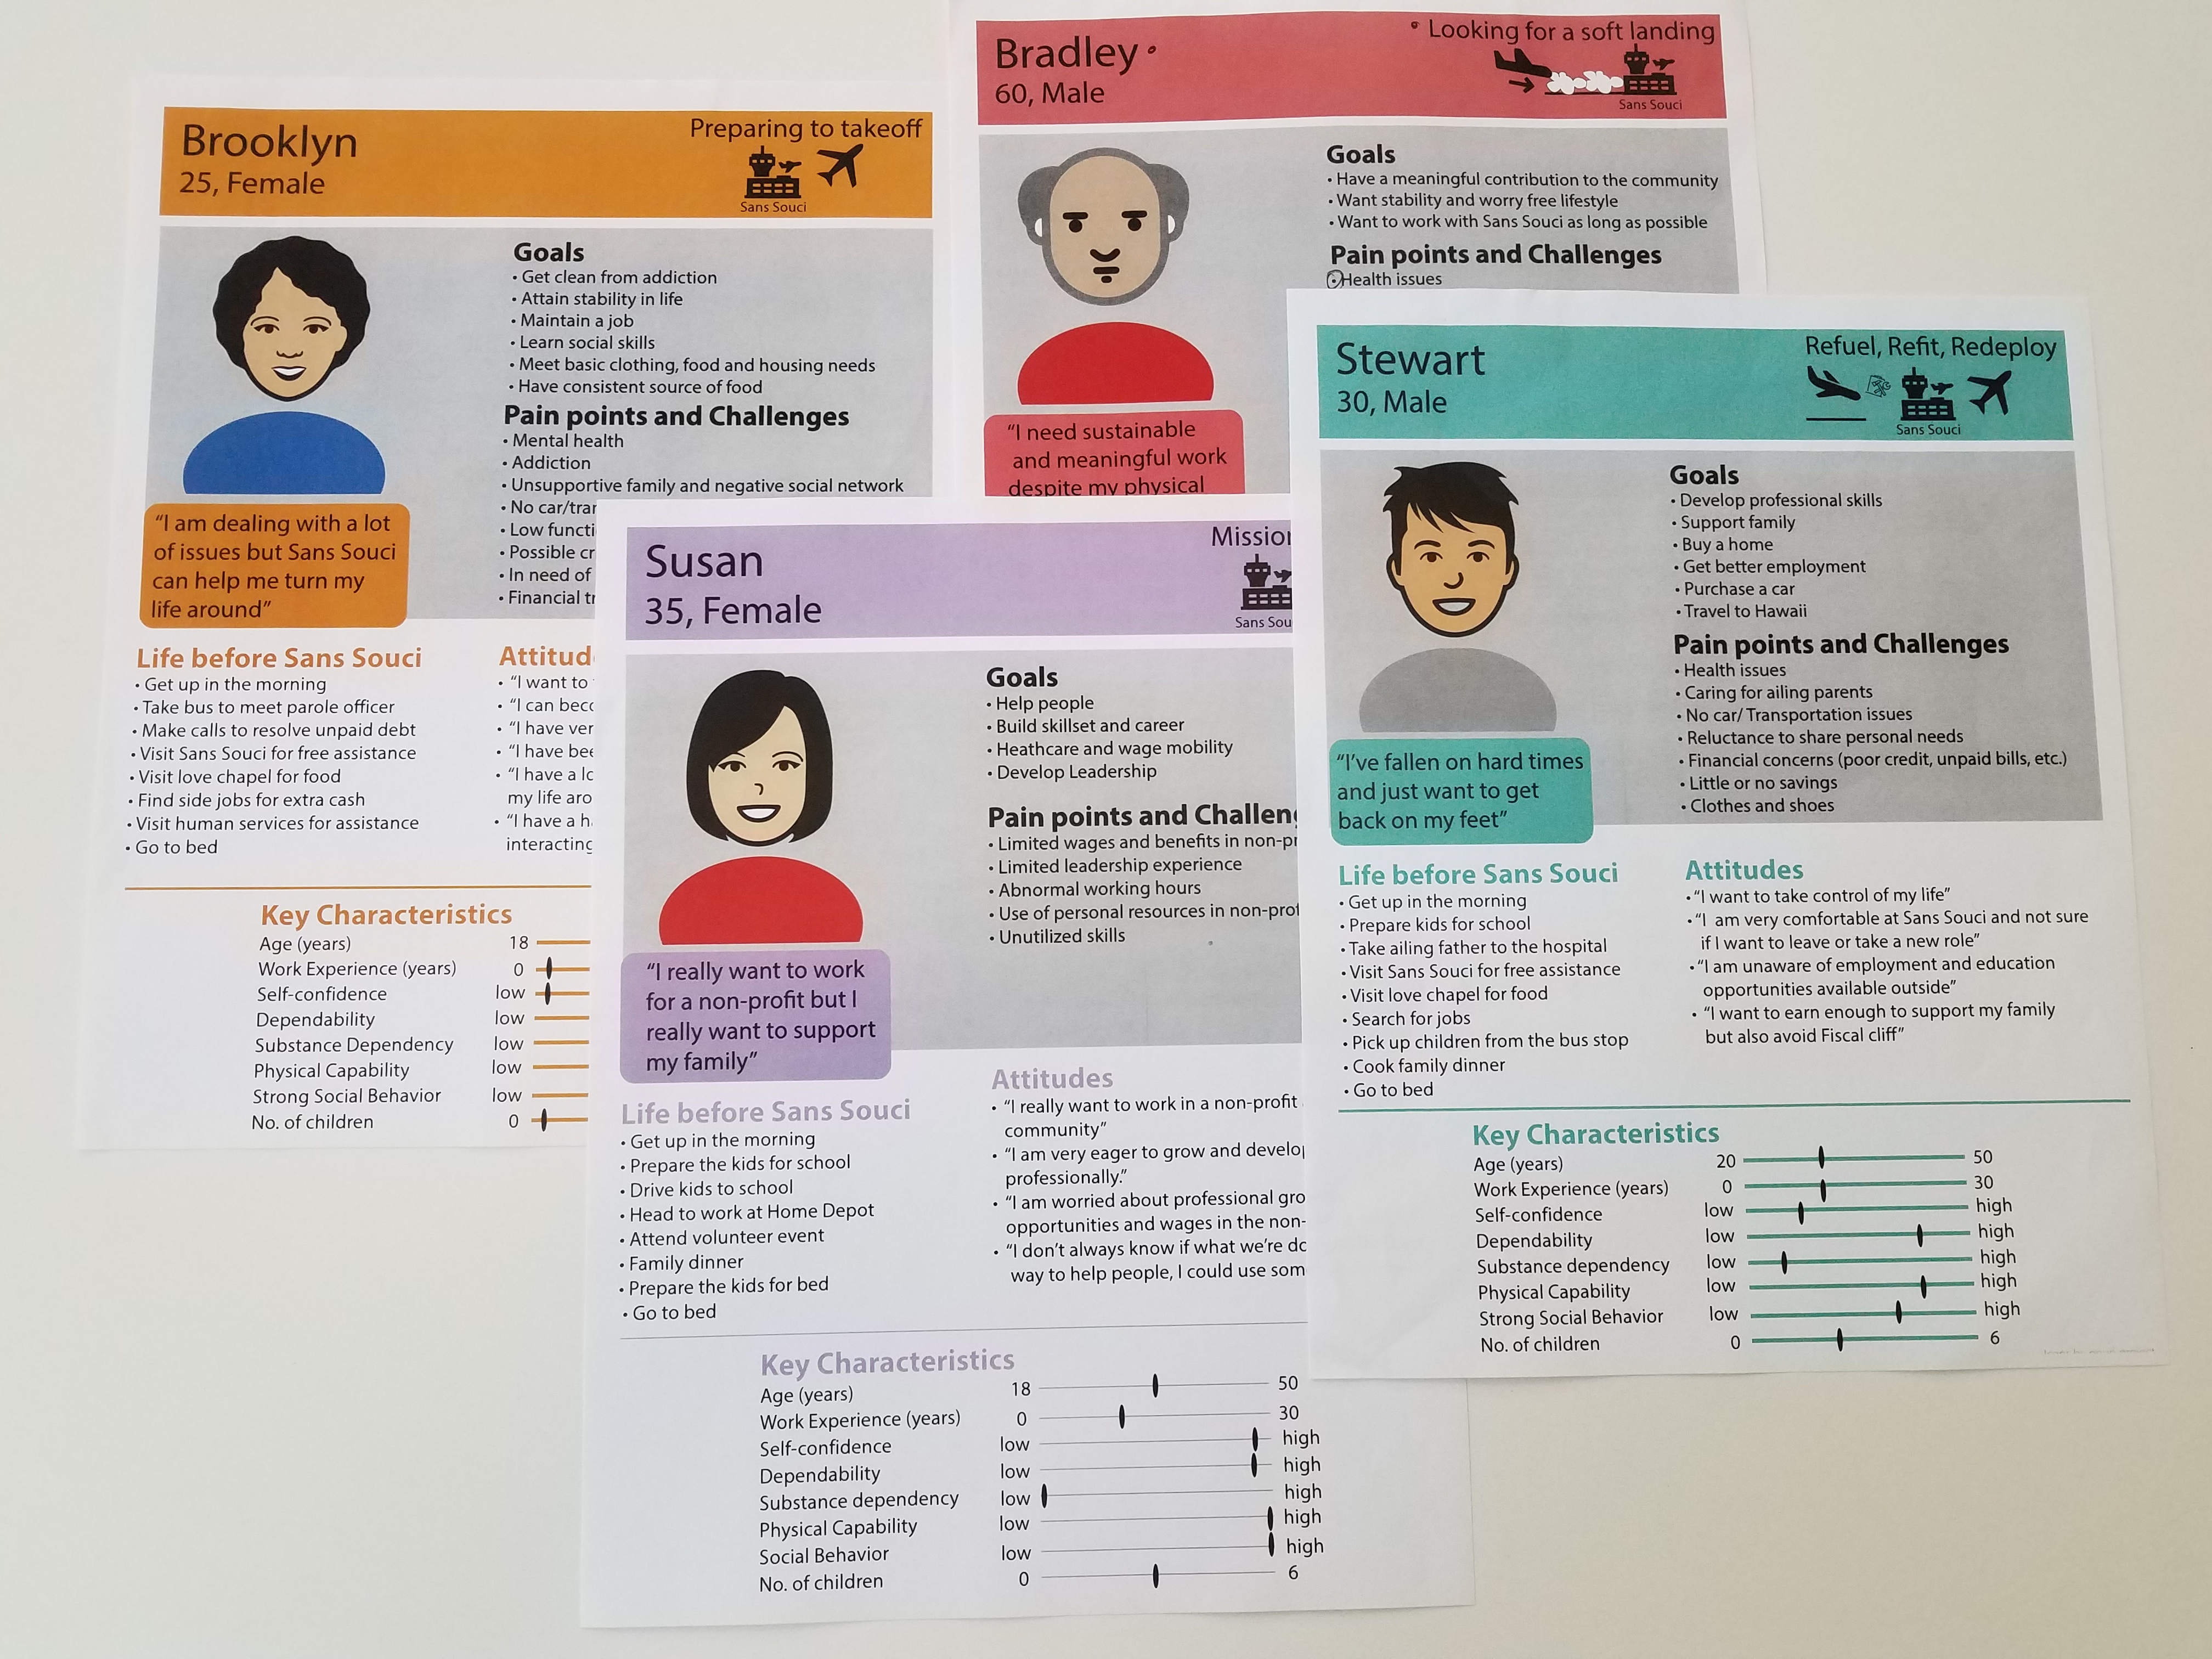 Brooklyn
25, Female
Preparing to takeoff
Sans Souci
Goals
• Get clean from addiction
• Attain stability in life
• Maintain a job
• Learn social skills
• Meet basic clothing, food and housing needs
• Have consistent source of food
Pain points and Challenges
• Mental health
• Addiction
• Unsupportive family and negative social network
• No car/tra
• Low functi
• Possible cr
• In need of
• Financial tr
“I am dealing with a lot
of issues but Sans Souci
can help me turn my
life around”
Life before Sans Souci
• Get up in the morning
• Take bus to meet parole officer
• Make calls to resolve unpaid debt
• Visit Sans Souci for free assistance
• Visit love chapel for food
• Find side jobs for extra cash
• Visit human services for assistance
• Go to bed
Attitud
• “I want to
• “I can bec
• “I have ver
• “I have bee
• “I have a lo
my life aro
• “I have a h
interacting
Key Characteristics
Age (years) 18
Work Experience (years) 0
Self-confidence low
Dependability low
Substance Dependency low
Physical Capability low
Strong Social Behavior low
No. of children 0
Bradley
60, Male
Looking for a soft landing
Sans Souci
Goals
• Have a meaningful contribution to the community
• Want stability and worry free lifestyle
• Want to work with Sans Souci as long as possible
Pain points and Challenges
• Health issues
“I need sustainable
and meaningful work
despite my physical
Susan
35, Female
Mission
Sans Sou
Goals
• Help people
• Build skillset and career
• Heathcare and wage mobility
• Develop Leadership
Pain points and Challeng
• Limited wages and benefits in non-pr
• Limited leadership experience
• Abnormal working hours
• Use of personal resources in non-prof
• Unutilized skills
“I really want to work
for a non-profit but I
really want to support
my family”
Life before Sans Souci
• Get up in the morning
• Prepare the kids for school
• Drive kids to school
• Head to work at Home Depot
• Attend volunteer event
• Family dinner
• Prepare the kids for bed
• Go to bed
Attitudes
• “I really want to work in a non-profit
community”
• “I am very eager to grow and develop
professionally.”
• “I am worried about professional gro
opportunities and wages in the non-
• “I don’t always know if what we’re do
way to help people, I could use som
Key Characteristics
Age (years) 18 50
Work Experience (years) 0 30
Self-confidence low high
Dependability low high
Substance dependency low high
Physical Capability low high
Social Behavior low high
No. of children 0 6
Stewart
30, Male
Refuel, Refit, Redeploy
Sans Souci
Goals
• Develop professional skills
• Support family
• Buy a home
• Get better employment
• Purchase a car
• Travel to Hawaii
Pain points and Challenges
• Health issues
• Caring for ailing parents
• No car/ Transportation issues
• Reluctance to share personal needs
• Financial concerns (poor credit, unpaid bills, etc.)
• Little or no savings
• Clothes and shoes
“I’ve fallen on hard times
and just want to get
back on my feet”
Life before Sans Souci
• Get up in the morning
• Prepare kids for school
• Take ailing father to the hospital
• Visit Sans Souci for free assistance
• Visit love chapel for food
• Search for jobs
• Pick up children from the bus stop
• Cook family dinner
• Go to bed
Attitudes
• “I want to take control of my life”
• “I am very comfortable at Sans Souci and not sure
if I want to leave or take a new role”
• “I am unaware of employment and education
opportunities available outside”
• “I want to earn enough to support my family
but also avoid Fiscal cliff”
Key Characteristics
Age (years) 20 50
Work Experience (years) 0 30
Self-confidence low high
Dependability low high
Substance dependency low high
Physical Capability low high
Strong Social Behavior low high
No. of children 0 6